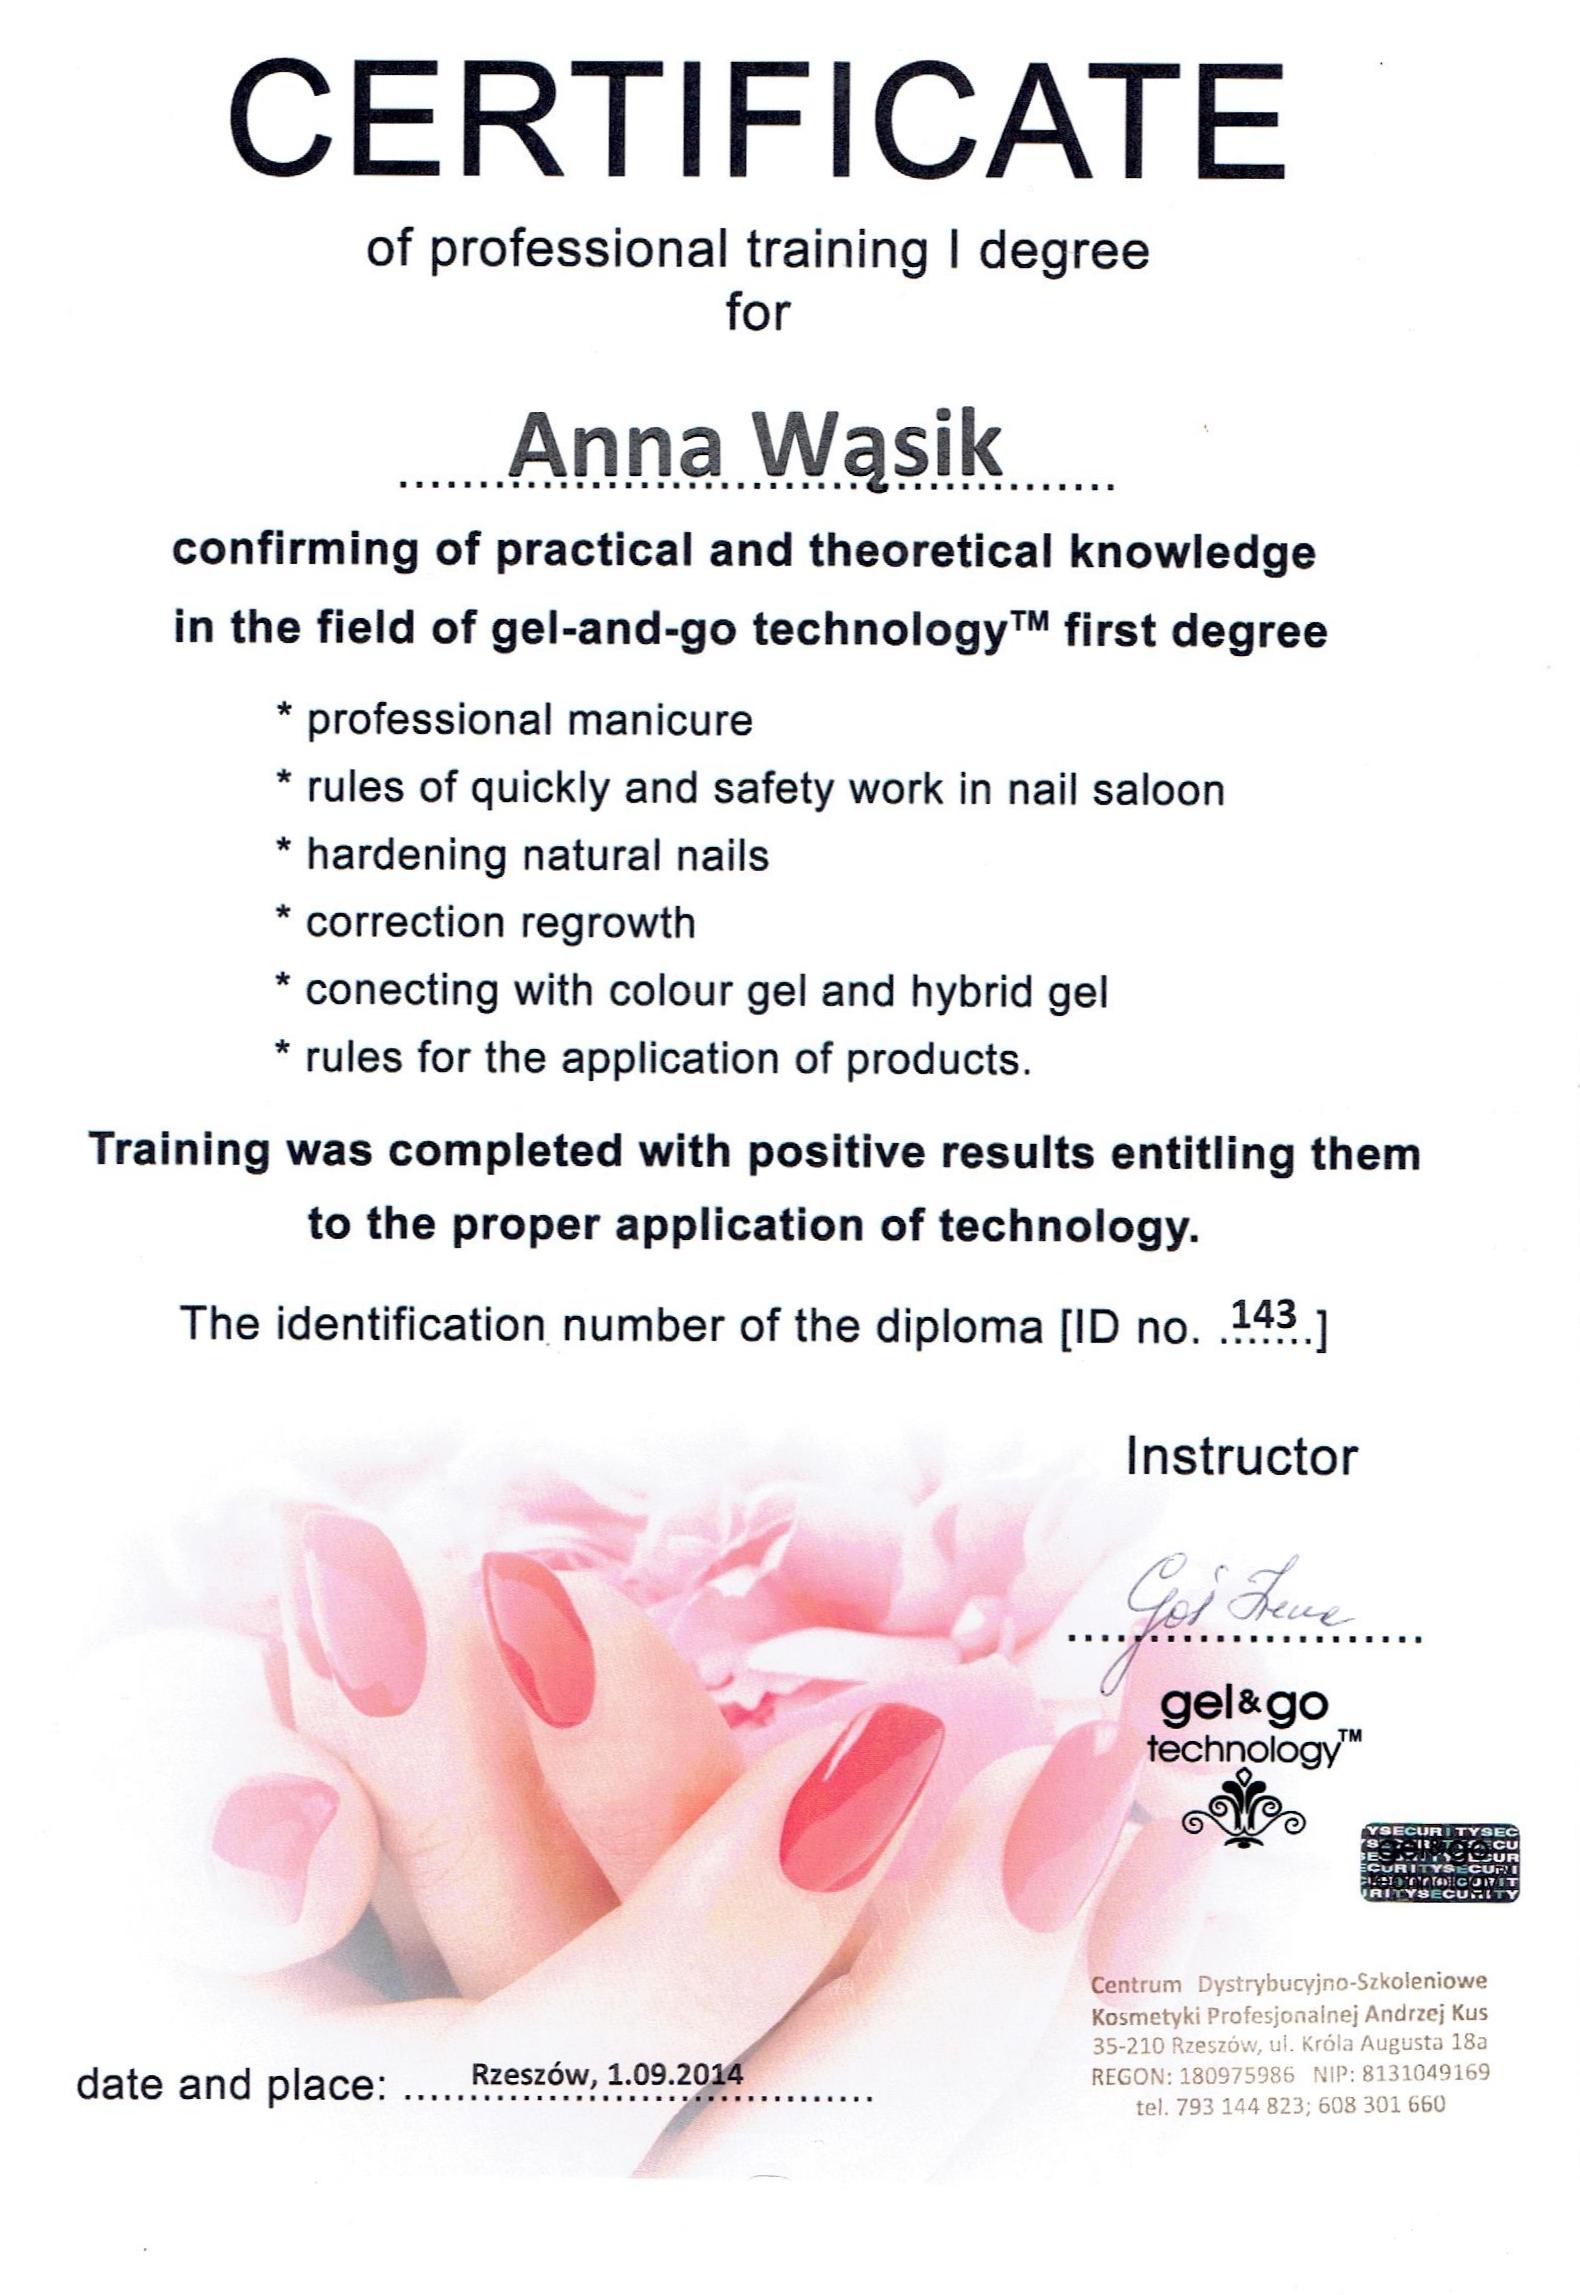 CERTIFICATE
of professional training I degree
for
Anna Wąsik
confirming of practical and theoretical knowledge
in the field of gel-and-go technology™ first degree
* professional manicure
* rules of quickly and safety work in nail saloon
* hardening natural nails
* correction regrowth
* conecting with colour gel and hybrid gel
* rules for the application of products.
Training was completed with positive results entitling them
to the proper application of technology.
The identification number of the diploma [ID no. 143]
Instructor
Goś Irena
gel&go
technology™
gel&go
technology™
Centrum Dystrybucyjno-Szkoleniowe
Kosmetyki Profesjonalnej Andrzej Kus
35-210 Rzeszów, ul. Króla Augusta 18a
REGON: 180975986 NIP: 8131049169
tel. 793 144 823; 608 301 660
date and place: Rzeszów, 1.09.2014